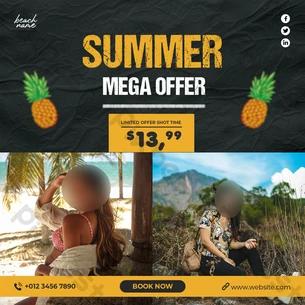 beach
name
SUMMER
MEGA OFFER
LIMITED OFFER SHOT TIME
$13,99
+012 3456 7890
BOOK NOW
www.website.com